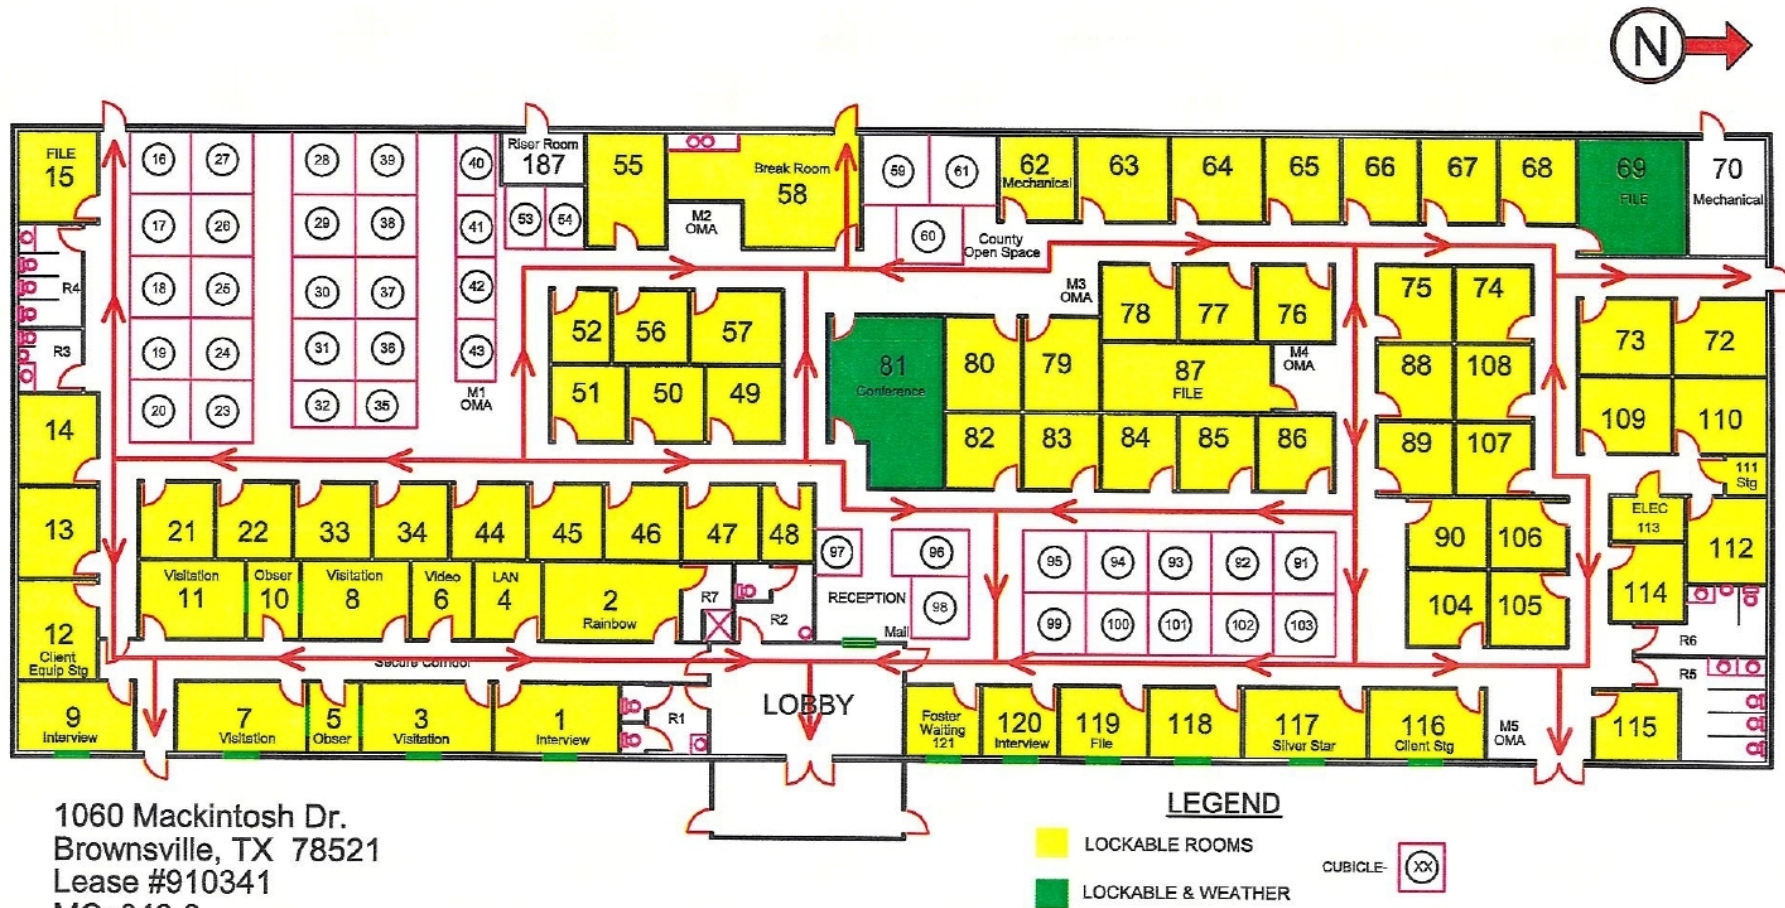 N
FILE
15
16
27
28
39
40
Riser Room
187
55
Break Room
58
59
61
62
Mechanical
63
64
65
66
67
68
69
FILE
70
Mechanical
17
26
29
38
41
53
54
M2
OMA
60
County
Open Space
R4
18
25
30
37
42
52
56
57
M3
OMA
78
77
76
75
74
73
72
R3
19
24
31
36
43
M1
OMA
81
Conference
80
79
87
FILE
M4
OMA
88
108
20
23
32
35
51
50
49
14
82
83
84
85
86
89
107
109
110
111
Stg
13
21
22
33
34
44
45
46
47
48
97
96
95
94
93
92
91
90
106
ELEC
113
112
Visitation
11
Obser
10
Visitation
8
Video
6
LAN
4
2
Rainbow
R7
R2
RECEPTION
98
Mail
99
100
101
102
103
104
105
114
12
Client
Equip Stg
Secure Corridor
R6
R5
9
Interview
7
Visitation
5
Obser
3
Visitation
1
Interview
R1
LOBBY
Foster
Waiting
121
120
Interview
119
File
118
117
Silver Star
116
Client Stg
M5
OMA
115
1060 Mackintosh Dr.
Brownsville, TX 78521
Lease #910341
LEGEND
LOCKABLE ROOMS
CUBICLE- XX
LOCKABLE & WEATHER